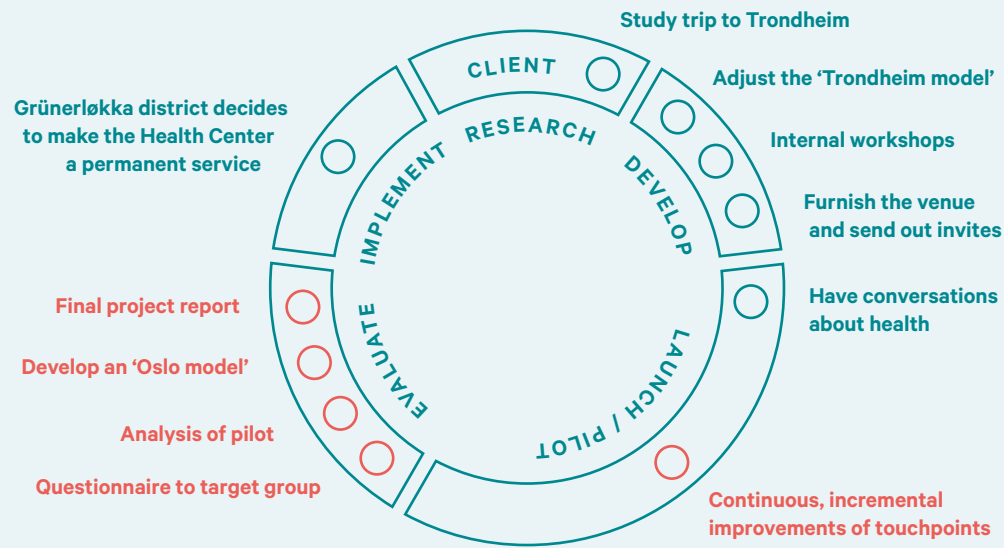 Study trip to Trondheim
CLIENT
Adjust the ‘Trondheim model’
Internal workshops
Furnish the venue
and send out invites
Have conversations
about health
Continuous, incremental
improvements of touchpoints
Grünerløkka district decides
to make the Health Center
a permanent service
Final project report
Develop an ‘Oslo model’
Analysis of pilot
Questionnaire to target group
RESEARCH
DEVELOP
LAUNCH / PILOT
EVALUATE
IMPLEMENT